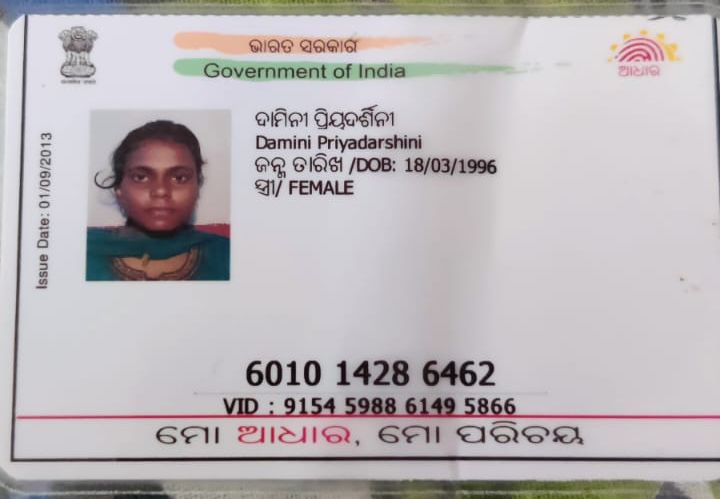 ଭାରତ ସରକାର
Government of India
ଆଧାର
Issue Date: 01/09/2013
ଦାମିନୀ ପ୍ରିୟଦର୍ଶିନୀ
Damini Priyadarshini
ଜନ୍ମ ତାରିଖ /DOB: 18/03/1996
ସ୍ତ୍ରୀ/ FEMALE
6010 1428 6462
VID : 9154 5988 6149 5866
ମୋ ଆଧାର, ମୋ ପରିଚୟ